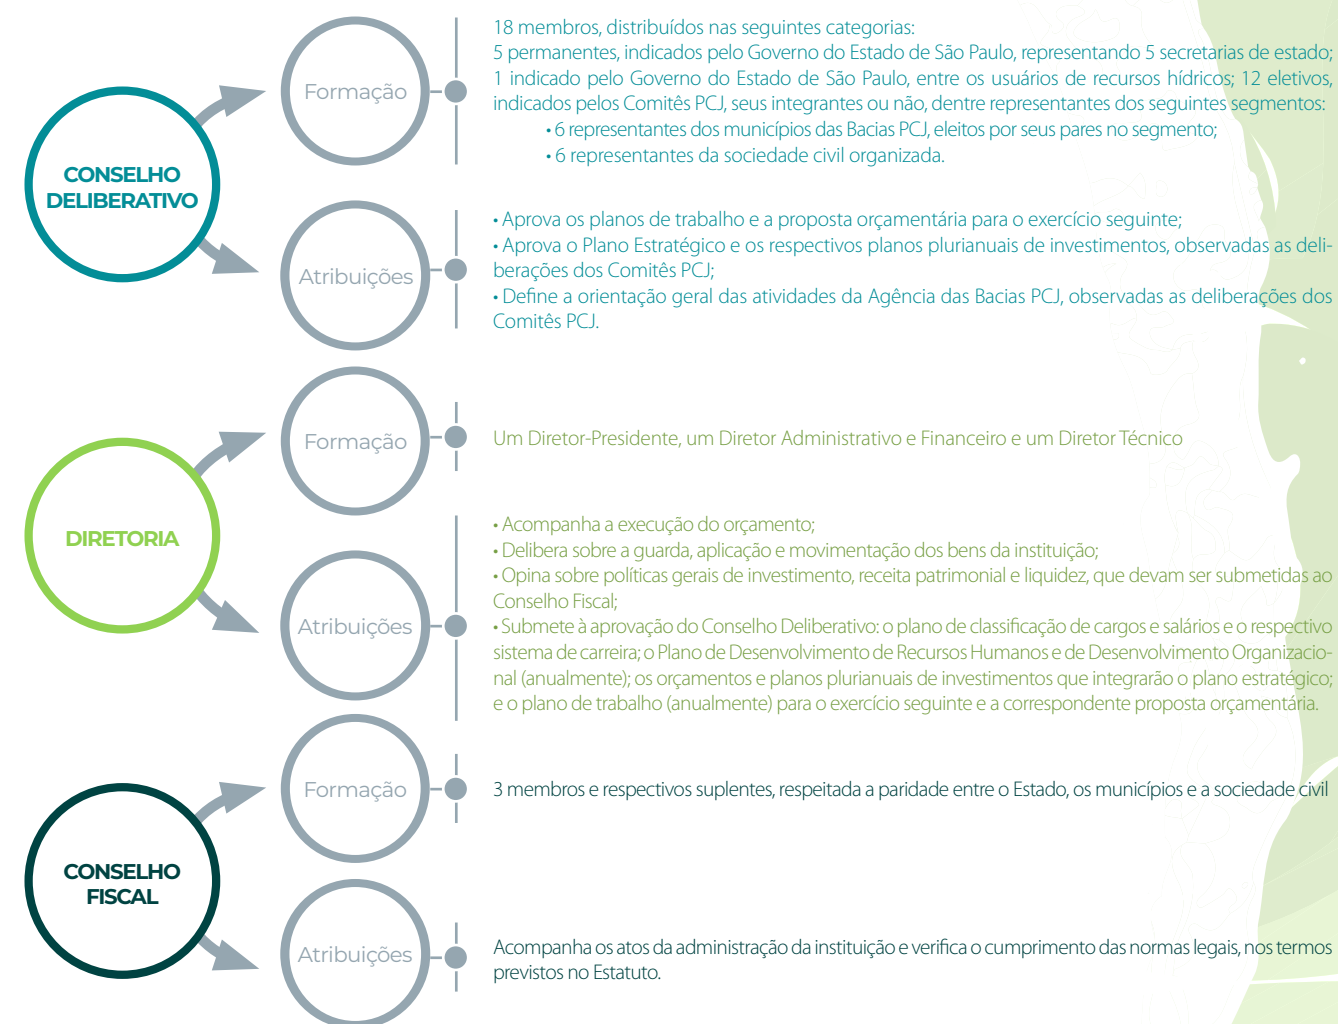 CONSELHO
DELIBERATIVO
Formação
18 membros, distribuídos nas seguintes categorias:
5 permanentes, indicados pelo Governo do Estado de São Paulo, representando 5 secretarias de estado;
1 indicado pelo Governo do Estado de São Paulo, entre os usuários de recursos hídricos; 12 eletivos,
indicados pelos Comitês PCJ, seus integrantes ou não, dentre representantes dos seguintes segmentos:
• 6 representantes dos municípios das Bacias PCJ, eleitos por seus pares no segmento;
• 6 representantes da sociedade civil organizada.
Atribuições
• Aprova os planos de trabalho e a proposta orçamentária para o exercício seguinte;
• Aprova o Plano Estratégico e os respectivos planos plurianuais de investimentos, observadas as deli-
berações dos Comitês PCJ;
• Define a orientação geral das atividades da Agência das Bacias PCJ, observadas as deliberações dos
Comitês PCJ.
DIRETORIA
Formação
Um Diretor-Presidente, um Diretor Administrativo e Financeiro e um Diretor Técnico
Atribuições
• Acompanha a execução do orçamento;
• Delibera sobre a guarda, aplicação e movimentação dos bens da instituição;
• Opina sobre políticas gerais de investimento, receita patrimonial e liquidez, que devam ser submetidas ao
Conselho Fiscal;
• Submete à aprovação do Conselho Deliberativo: o plano de classificação de cargos e salários e o respectivo
sistema de carreira; o Plano de Desenvolvimento de Recursos Humanos e de Desenvolvimento Organizacio-
nal (anualmente); os orçamentos e planos plurianuais de investimentos que integrarão o plano estratégico;
e o plano de trabalho (anualmente) para o exercício seguinte e a correspondente proposta orçamentária.
CONSELHO
FISCAL
Formação
3 membros e respectivos suplentes, respeitada a paridade entre o Estado, os municípios e a sociedade civil
Atribuições
Acompanha os atos da administração da instituição e verifica o cumprimento das normas legais, nos termos
previstos no Estatuto.